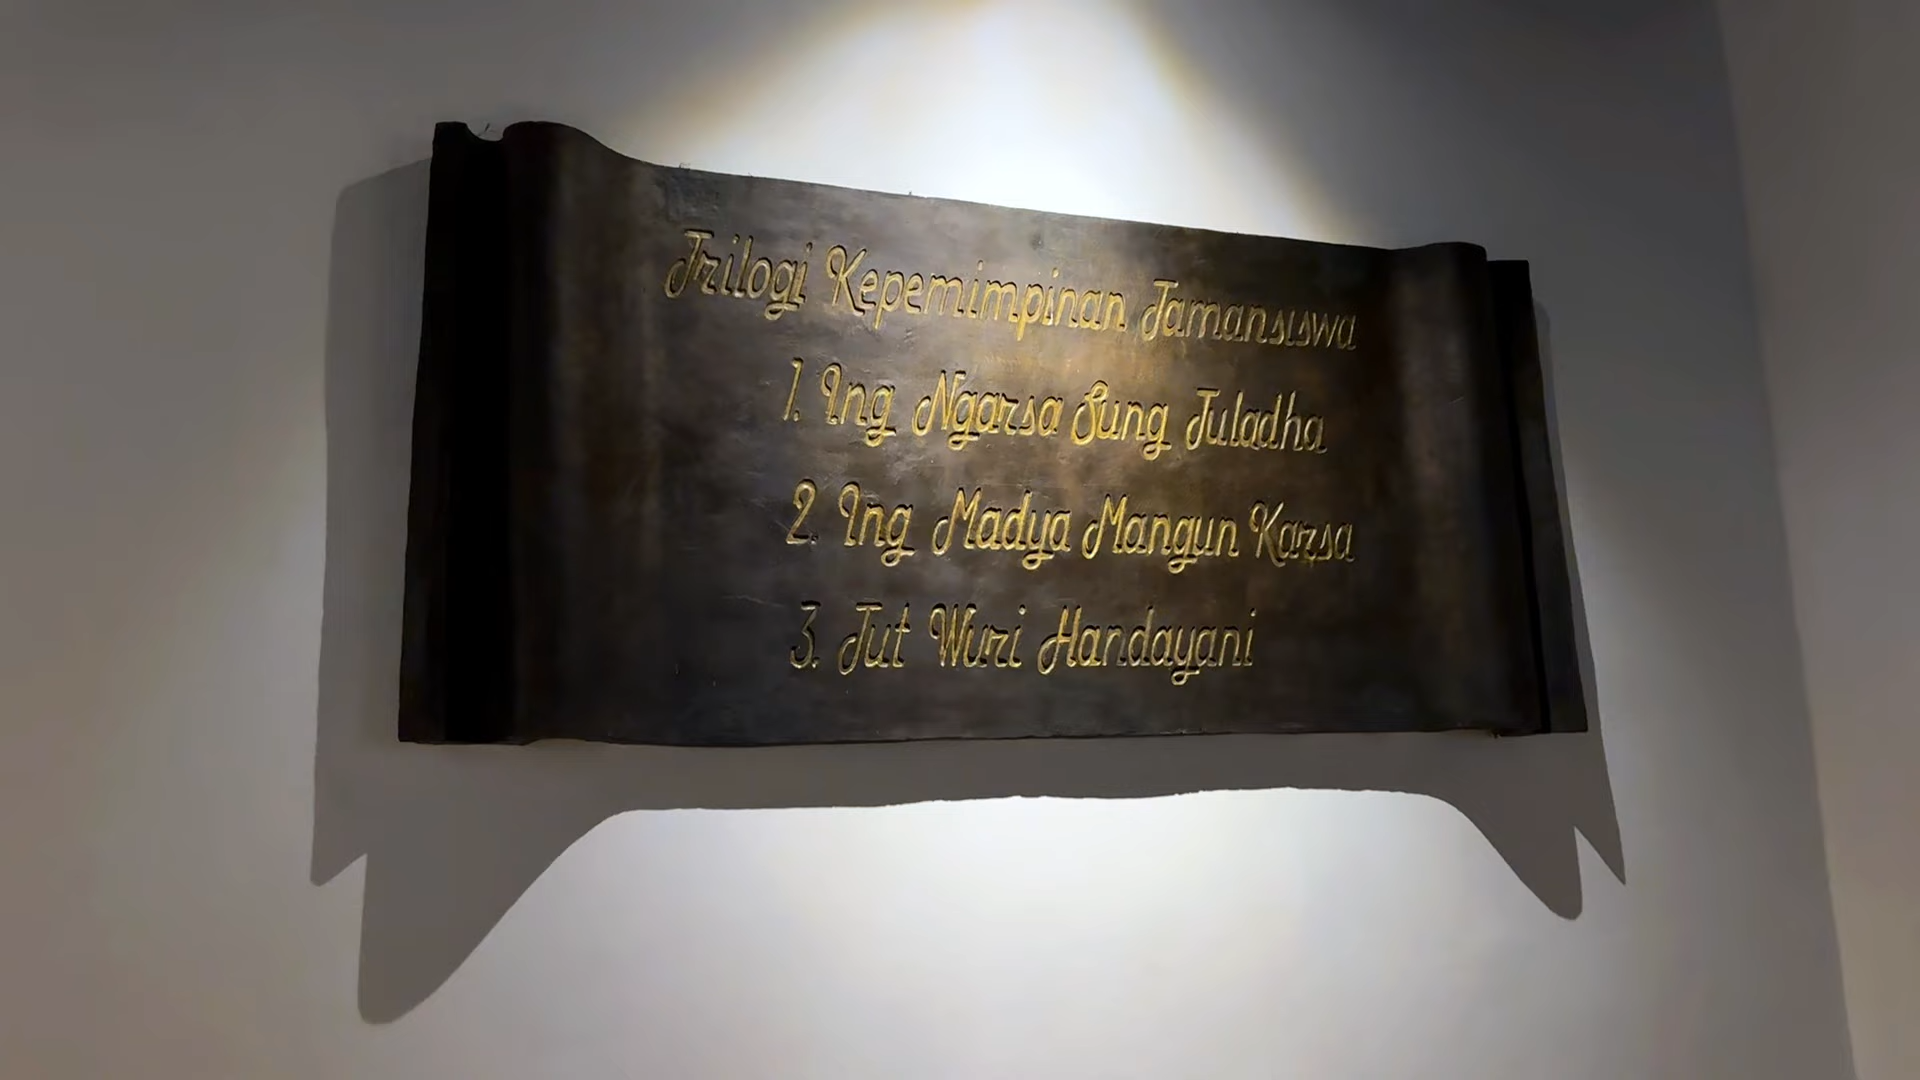 Trilogi Kepemimpinan Tamansiswa
1. Ing Ngarsa Sung Tuladha
2. Ing Madya Mangun Karsa
3. Tut Wuri Handayani